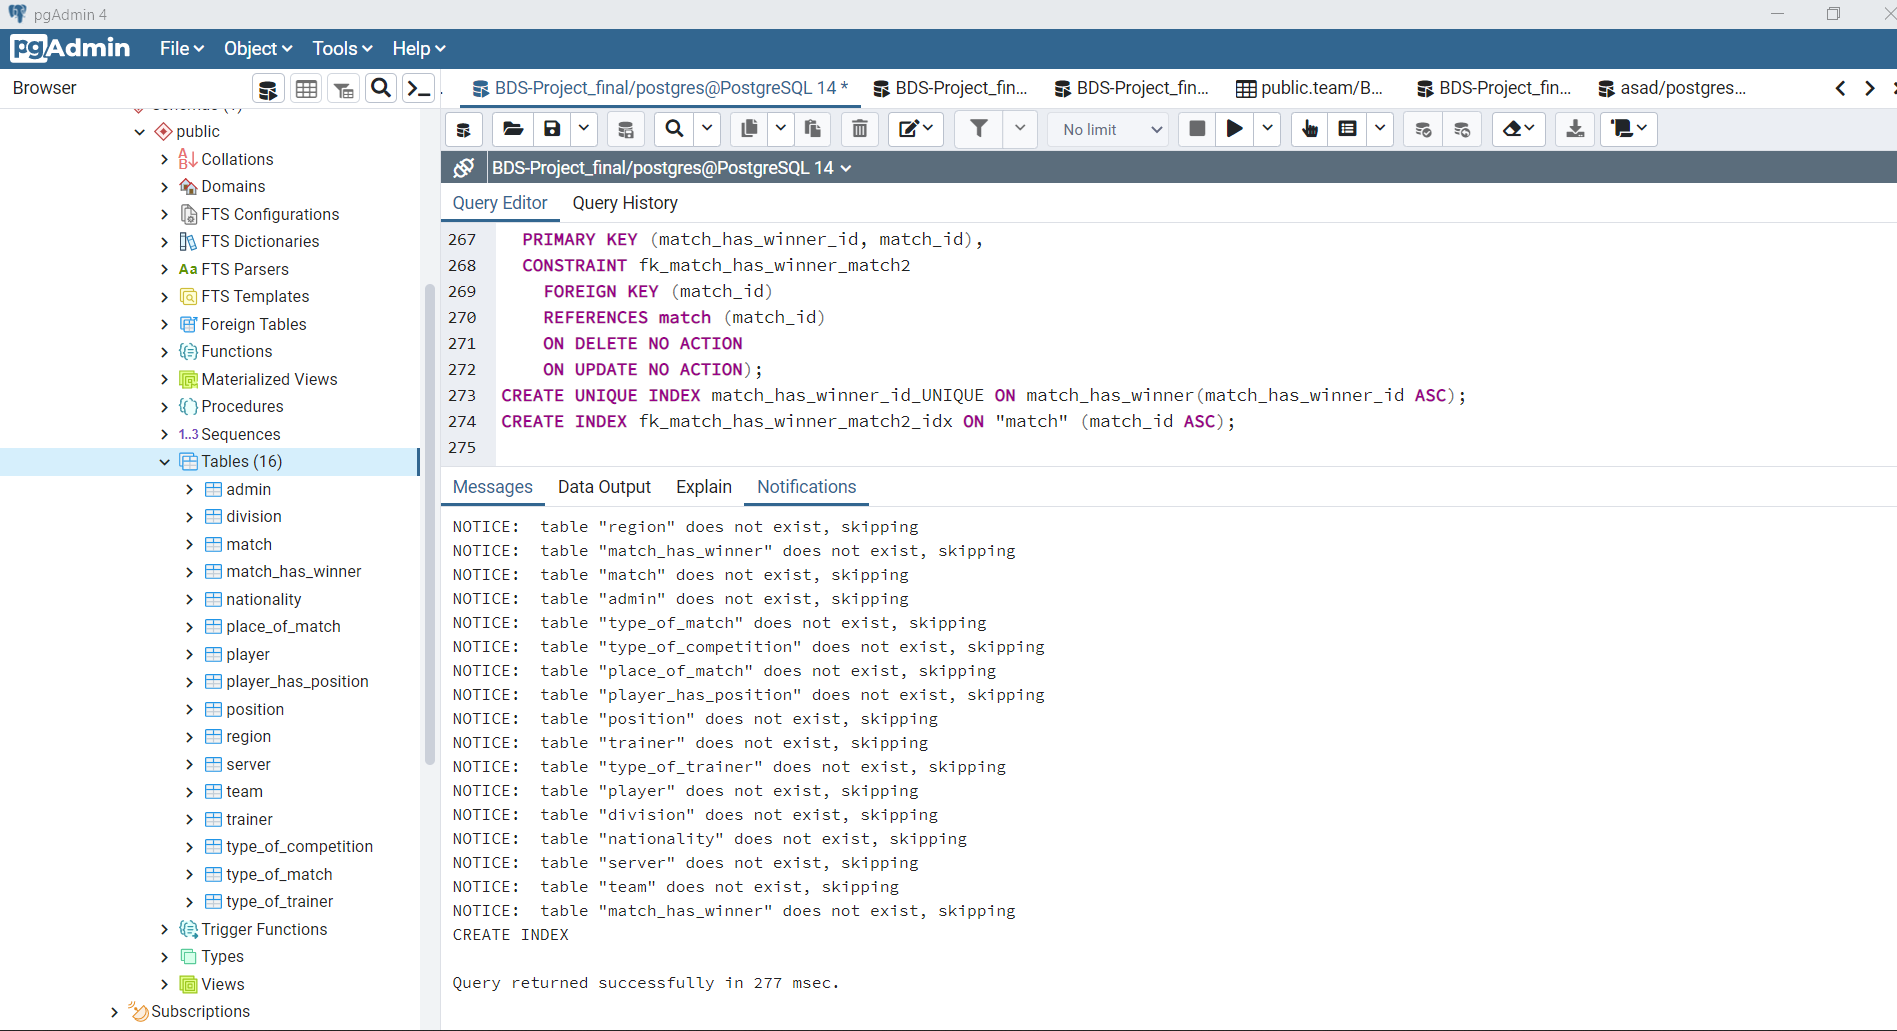 pgAdmin 4
pgAdmin File Object Tools Help
Browser
BDS-Project_final/postgres@PostgreSQL 14 * BDS-Project_fin... BDS-Project_fin... public.team/B... BDS-Project_fin... asad/postgres...
No limit
BDS-Project_final/postgres@PostgreSQL 14
Query Editor Query History
public
Collations
Domains
FTS Configurations
FTS Dictionaries
Aa FTS Parsers
FTS Templates
Foreign Tables
Functions
Materialized Views
Procedures
1..3 Sequences
Tables (16)
admin
division
match
match_has_winner
nationality
place_of_match
player
player_has_position
position
region
server
team
trainer
type_of_competition
type_of_match
type_of_trainer
Trigger Functions
Types
Views
Subscriptions
267 PRIMARY KEY (match_has_winner_id, match_id),
268 CONSTRAINT fk_match_has_winner_match2
269 FOREIGN KEY (match_id)
270 REFERENCES match (match_id)
271 ON DELETE NO ACTION
272 ON UPDATE NO ACTION);
273 CREATE UNIQUE INDEX match_has_winner_id_UNIQUE ON match_has_winner(match_has_winner_id ASC);
274 CREATE INDEX fk_match_has_winner_match2_idx ON "match" (match_id ASC);
275
Messages Data Output Explain Notifications
NOTICE:  table "region" does not exist, skipping
NOTICE:  table "match_has_winner" does not exist, skipping
NOTICE:  table "match" does not exist, skipping
NOTICE:  table "admin" does not exist, skipping
NOTICE:  table "type_of_match" does not exist, skipping
NOTICE:  table "type_of_competition" does not exist, skipping
NOTICE:  table "place_of_match" does not exist, skipping
NOTICE:  table "player_has_position" does not exist, skipping
NOTICE:  table "position" does not exist, skipping
NOTICE:  table "trainer" does not exist, skipping
NOTICE:  table "type_of_trainer" does not exist, skipping
NOTICE:  table "player" does not exist, skipping
NOTICE:  table "division" does not exist, skipping
NOTICE:  table "nationality" does not exist, skipping
NOTICE:  table "server" does not exist, skipping
NOTICE:  table "team" does not exist, skipping
NOTICE:  table "match_has_winner" does not exist, skipping
CREATE INDEX
Query returned successfully in 277 msec.